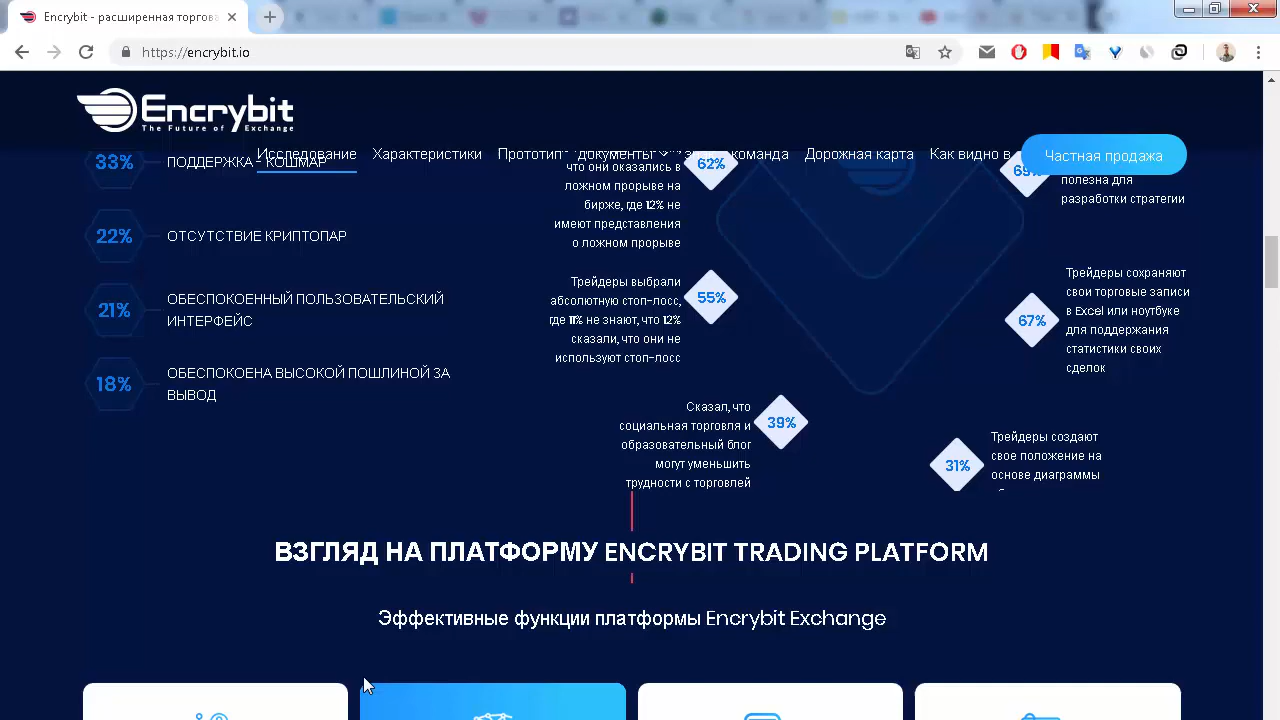 Encrybit - расширенная торгова
https://encrybit.io
Encrybit
The Future of Exchange
Исследование
Характеристики
Прототип
документы
команда
Дорожная карта
Как видно в
Частная продажа
33%
ПОДДЕРЖКА - КОШМАР
22%
ОТСУТСТВИЕ КРИПТОПАР
21%
ОБЕСПОКОЕННЫЙ ПОЛЬЗОВАТЕЛЬСКИЙ
ИНТЕРФЕЙС
18%
ОБЕСПОКОЕНА ВЫСОКОЙ ПОШЛИНОЙ ЗА
ВЫВОД
что они оказались в
ложном прорыве на
бирже, где 12% не
имеют представления
о ложном прорыве
62%
Трейдеры выбрали
абсолютную стоп-лосс,
где 11% не знают, что 12%
сказали, что они не
используют стоп-лосс
55%
Сказал, что
социальная торговля и
образовательный блог
могут уменьшить
трудности с торговлей
39%
полезна для
разработки стратегии
Трейдеры сохраняют
свои торговые записи
в Excel или ноутбуке
для поддержания
статистики своих
сделок
67%
Трейдеры создают
свое положение на
основе диаграммы
31%
ВЗГЛЯД НА ПЛАТФОРМУ ENCRYBIT TRADING PLATFORM
Эффективные функции платформы Encrybit Exchange